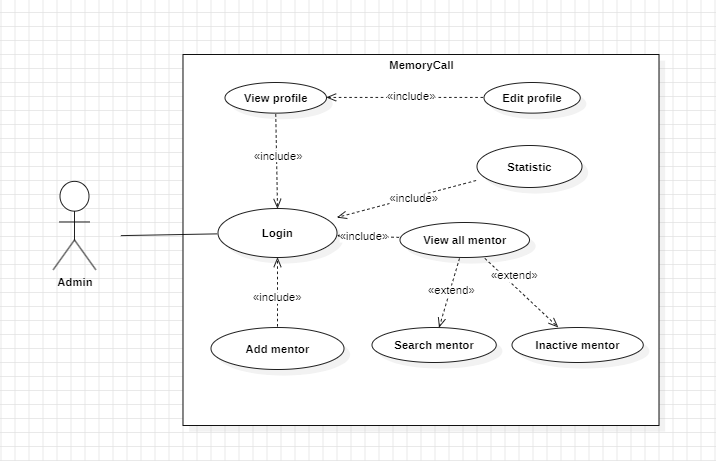 MemoryCall
View profile
«include»
Edit profile
«include»
Statistic
«include»
Login
«include»
View all mentor
«extend»
«extend»
Admin
«include»
Add mentor
Search mentor
Inactive mentor